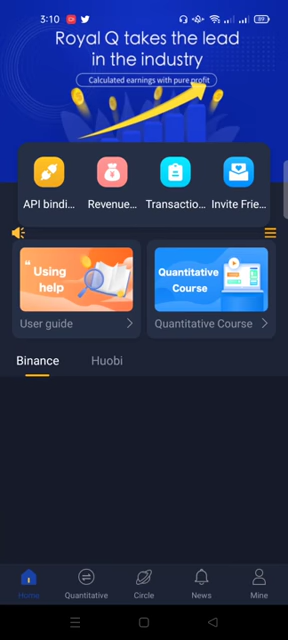 3:10
89
Royal Q takes the lead
in the industry
Calculated earnings with pure profit
API bindi...
Revenue...
Transactio...
Invite Frie...
Using
help
Quantitative
Course
User guide
Quantitative Course
Binance
Huobi
Home
Quantitative
Circle
News
Mine